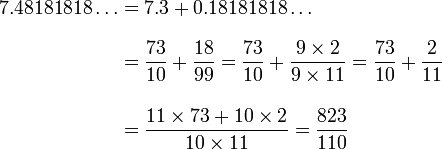 7.48181818… = 7.3 + 0.18181818…
= 73/10 + 18/99 = 73/10 + (9 × 2)/(9 × 11) = 73/10 + 2/11
= (11 × 73 + 10 × 2)/(10 × 11) = 823/110